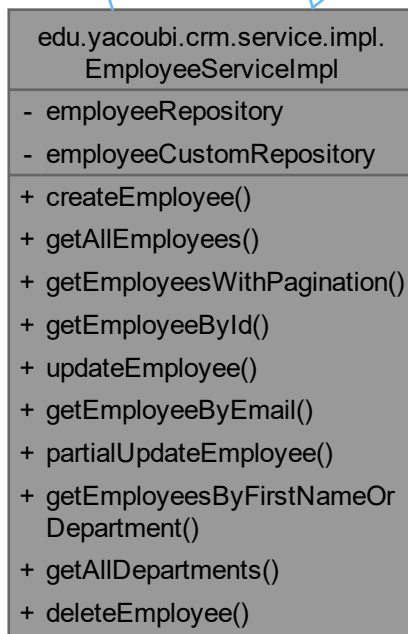 edu.yacoubi.crm.service.impl.
EmployeeServiceImpl
- employeeRepository
- employeeCustomRepository
+ createEmployee()
+ getAllEmployees()
+ getEmployeesWithPagination()
+ getEmployeeById()
+ updateEmployee()
+ getEmployeeByEmail()
+ partialUpdateEmployee()
+ getEmployeesByFirstNameOr
Department()
+ getAllDepartments()
+ deleteEmployee()